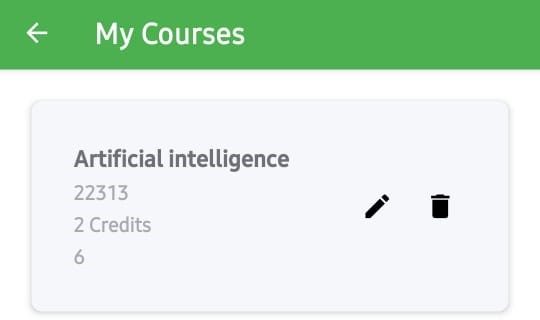 My Courses
Artificial intelligence
22313
2 Credits
6